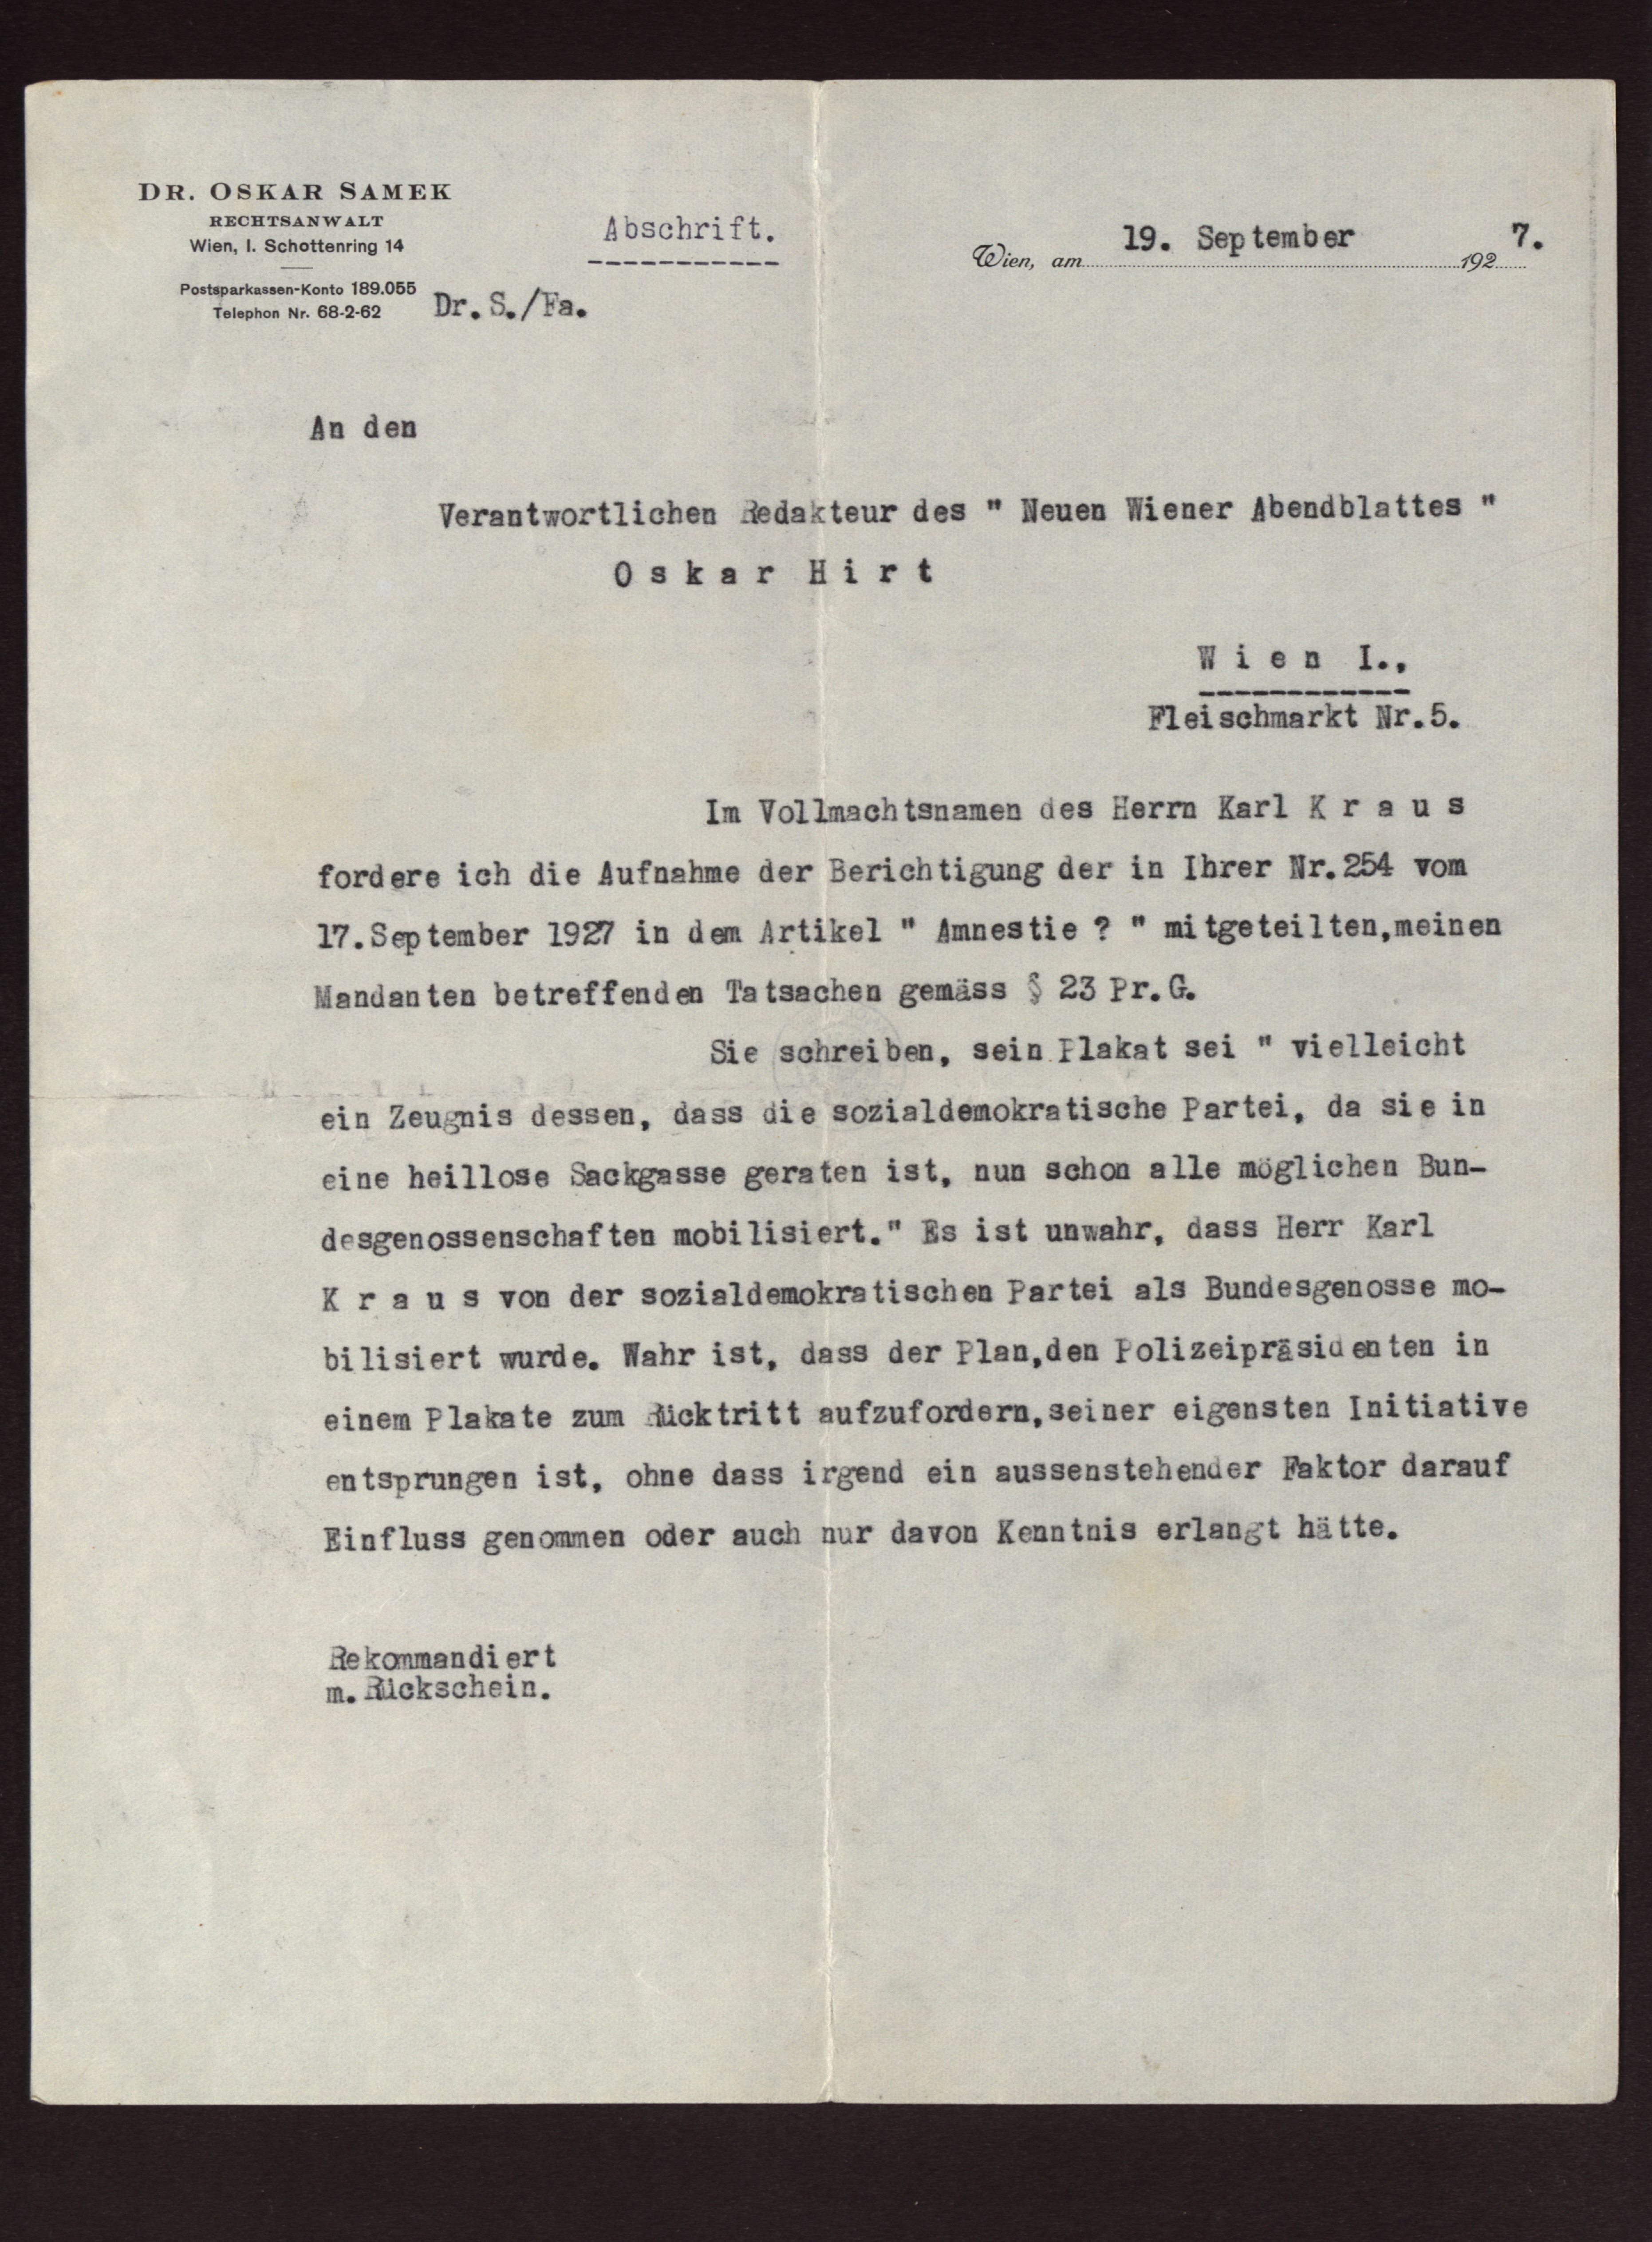 DR. OSKAR SAMEK
RECHTSANWALT
Wien, I. Schottenring 14
Postsparkassen-Konto 189.055
Telephon Nr. 68-2-62
Dr.S./Fa.
Abschrift.
Wien, am 19. September 1927.
An den
Verantwortlichen Redakteur des " Neuen Wiener Abendblattes "
O s k a r H i r t
W i e n I.,
Fleischmarkt Nr.5.
Im Vollmachtsnamen des Herrn Karl K r a u s
fordere ich die Aufnahme der Berichtigung der in Ihrer Nr.254 vom
17.September 1927 in dem Artikel " Amnestie ? " mitgeteilten,meinen
Mandanten betreffenden Tatsachen gemäss § 23 Pr.G.
Sie schreiben, sein Plakat sei " vielleicht
ein Zeugnis dessen, dass die sozialdemokratische Partei, da sie in
eine heillose Sackgasse geraten ist, nun schon alle möglichen Bun-
desgenossenschaften mobilisiert." Es ist unwahr, dass Herr Karl
K r a u s von der sozialdemokratischen Partei als Bundesgenosse mo-
bilisiert wurde. Wahr ist, dass der Plan,den Polizeipräsidenten in
einem Plakate zum Rücktritt aufzufordern,seiner eigensten Initiative
entsprungen ist, ohne dass irgend ein aussenstehender Faktor darauf
Einfluss genommen oder auch nur davon Kenntnis erlangt hätte.
Rekommandiert
m.Rückschein.